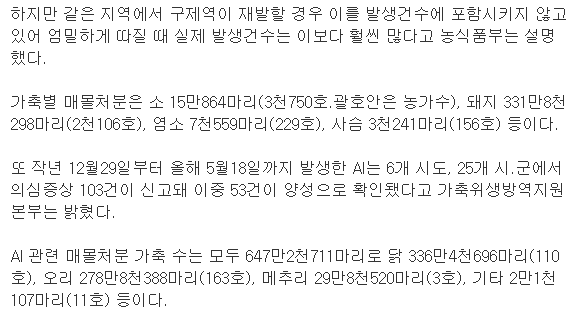 하지만 같은 지역에서 구제역이 재발할 경우 이를 발생건수에 포함시키지 않고
있어 엄밀하게 따질 때 실제 발생건수는 이보다 훨씬 많다고 농식품부는 설명
했다.
가축별 매몰처분은 소 15만864마리(3천750호.괄호안은 농가수), 돼지 331만8천
298마리(2천106호), 염소 7천559마리(229호), 사슴 3천241마리(156호) 등이다.
또 작년 12월29일부터 올해 5월18일까지 발생한 AI는 6개 시도, 25개 시.군에서
의심증상 103건이 신고돼 이중 53건이 양성으로 확인됐다고 가축위생방역지원
본부는 밝혔다.
AI 관련 매몰처분 가축 수는 모두 647만2천711마리로 닭 336만4천696마리(110
호), 오리 278만8천388마리(163호), 메추리 29만8천520마리(3호), 기타 2만1천
107마리(11호) 등이다.